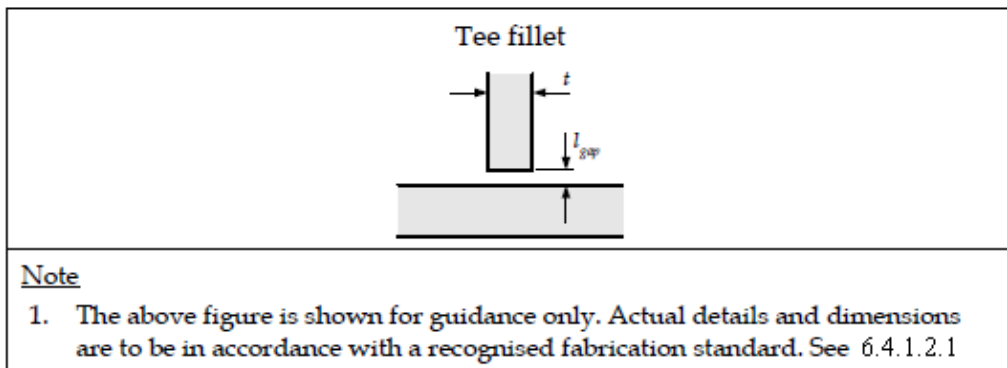 Tee fillet
t
l gap
Note
1. The above figure is shown for guidance only. Actual details and dimensions
are to be in accordance with a recognised fabrication standard. See 6.4.1.2.1